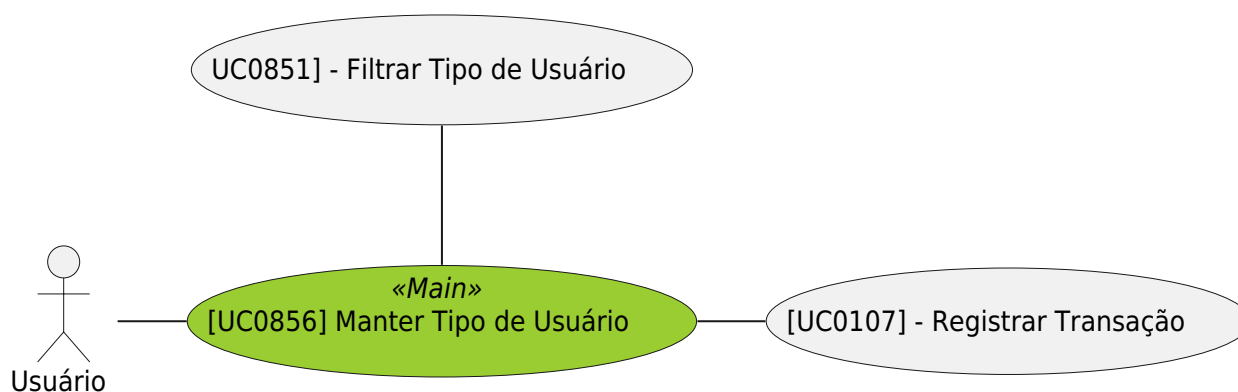 UC0851] - Filtrar Tipo de Usuário
«Main»
[UC0856] Manter Tipo de Usuário
[UC0107] - Registrar Transação
Usuário